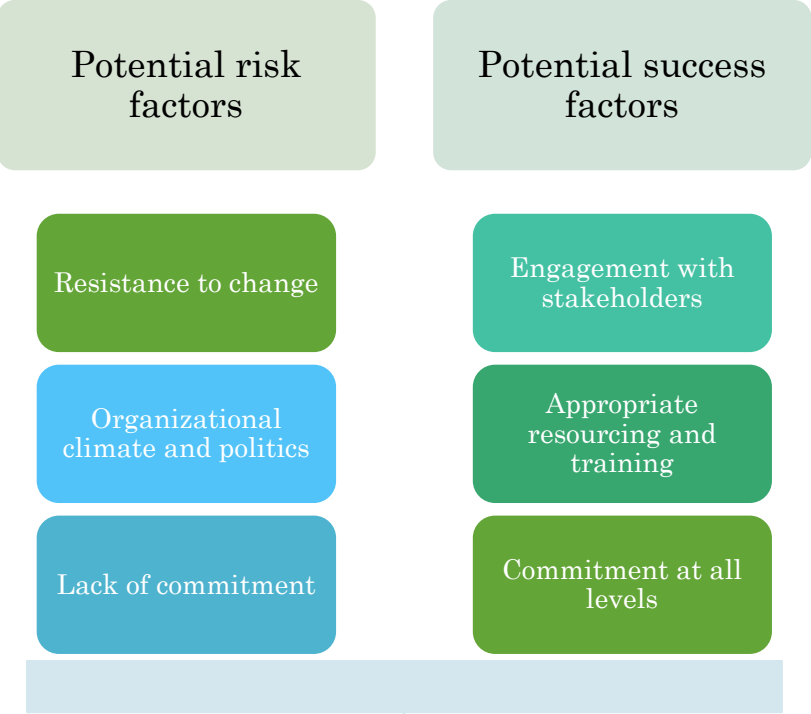 Potential risk
factors
Potential success
factors
Resistance to change
Organizational
climate and politics
Lack of commitment
Engagement with
stakeholders
Appropriate
resourcing and
training
Commitment at all
levels